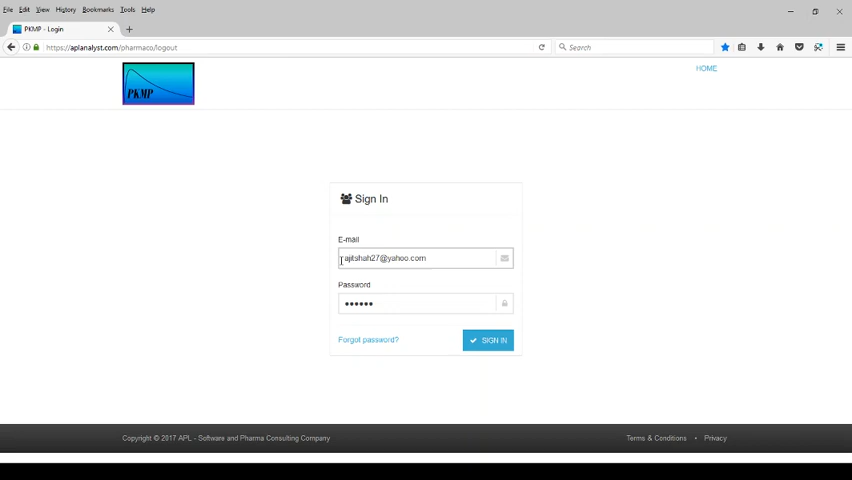 File Edit View History Bookmarks Tools Help
PKMP - Login
https://aplanalyst.com/pharmaco/logout
Search
PKMP
HOME
Sign In
E-mail
ajitshah27@yahoo.com
Password
••••••
Forgot password?
SIGN IN
Copyright © 2017 APL - Software and Pharma Consulting Company
Terms & Conditions • Privacy